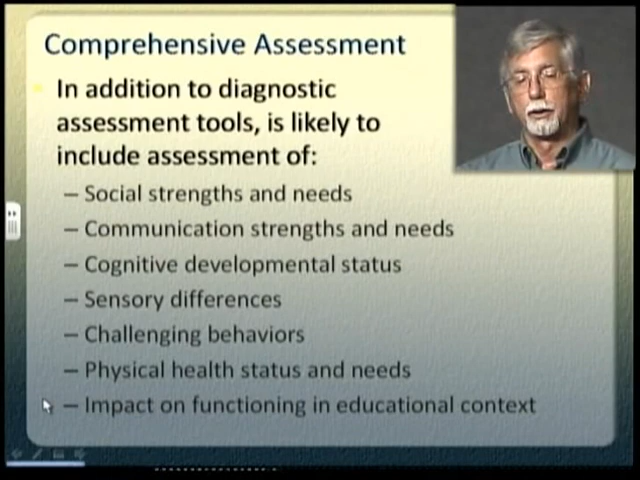 Comprehensive Assessment
In addition to diagnostic
assessment tools, is likely to
include assessment of:
– Social strengths and needs
– Communication strengths and needs
– Cognitive developmental status
– Sensory differences
– Challenging behaviors
– Physical health status and needs
– Impact on functioning in educational context